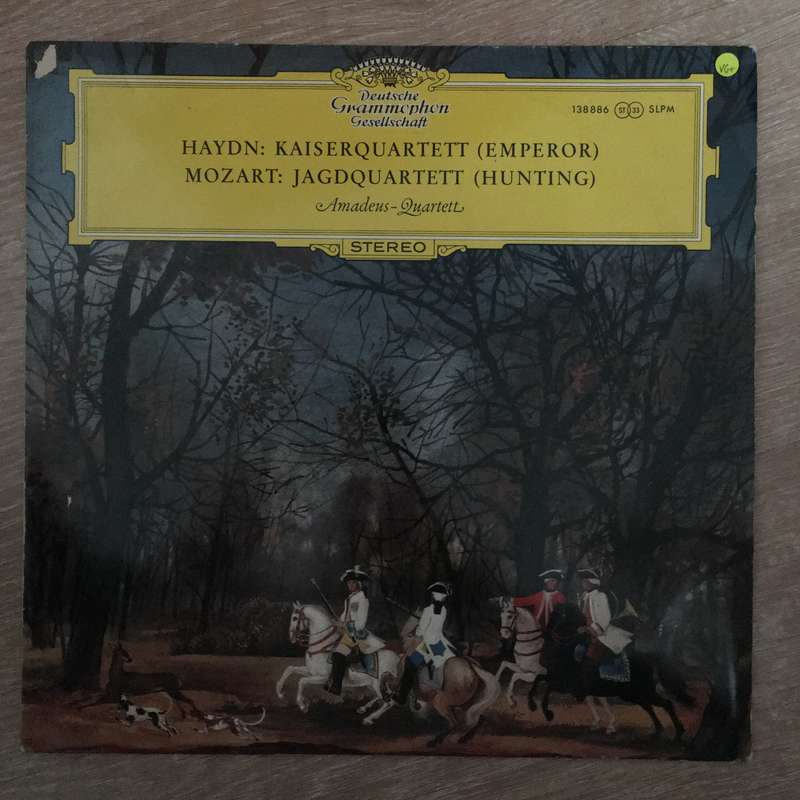 Deutsche
Grammophon
Gesellschaft
138886 ST 33 SLPM
VG+
HAYDN: KAISERQUARTETT (EMPEROR)
MOZART: JAGDQUARTETT (HUNTING)
Amadeus-Quartett
STEREO